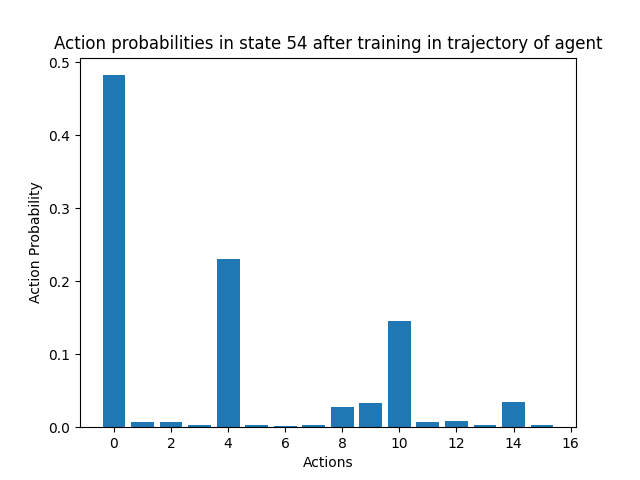 Action probabilities in state 54 after training in trajectory of agent
0.5
0.4
0.3
0.2
0.1
0.0
Action Probability
0 2 4 6 8 10 12 14 16
Actions